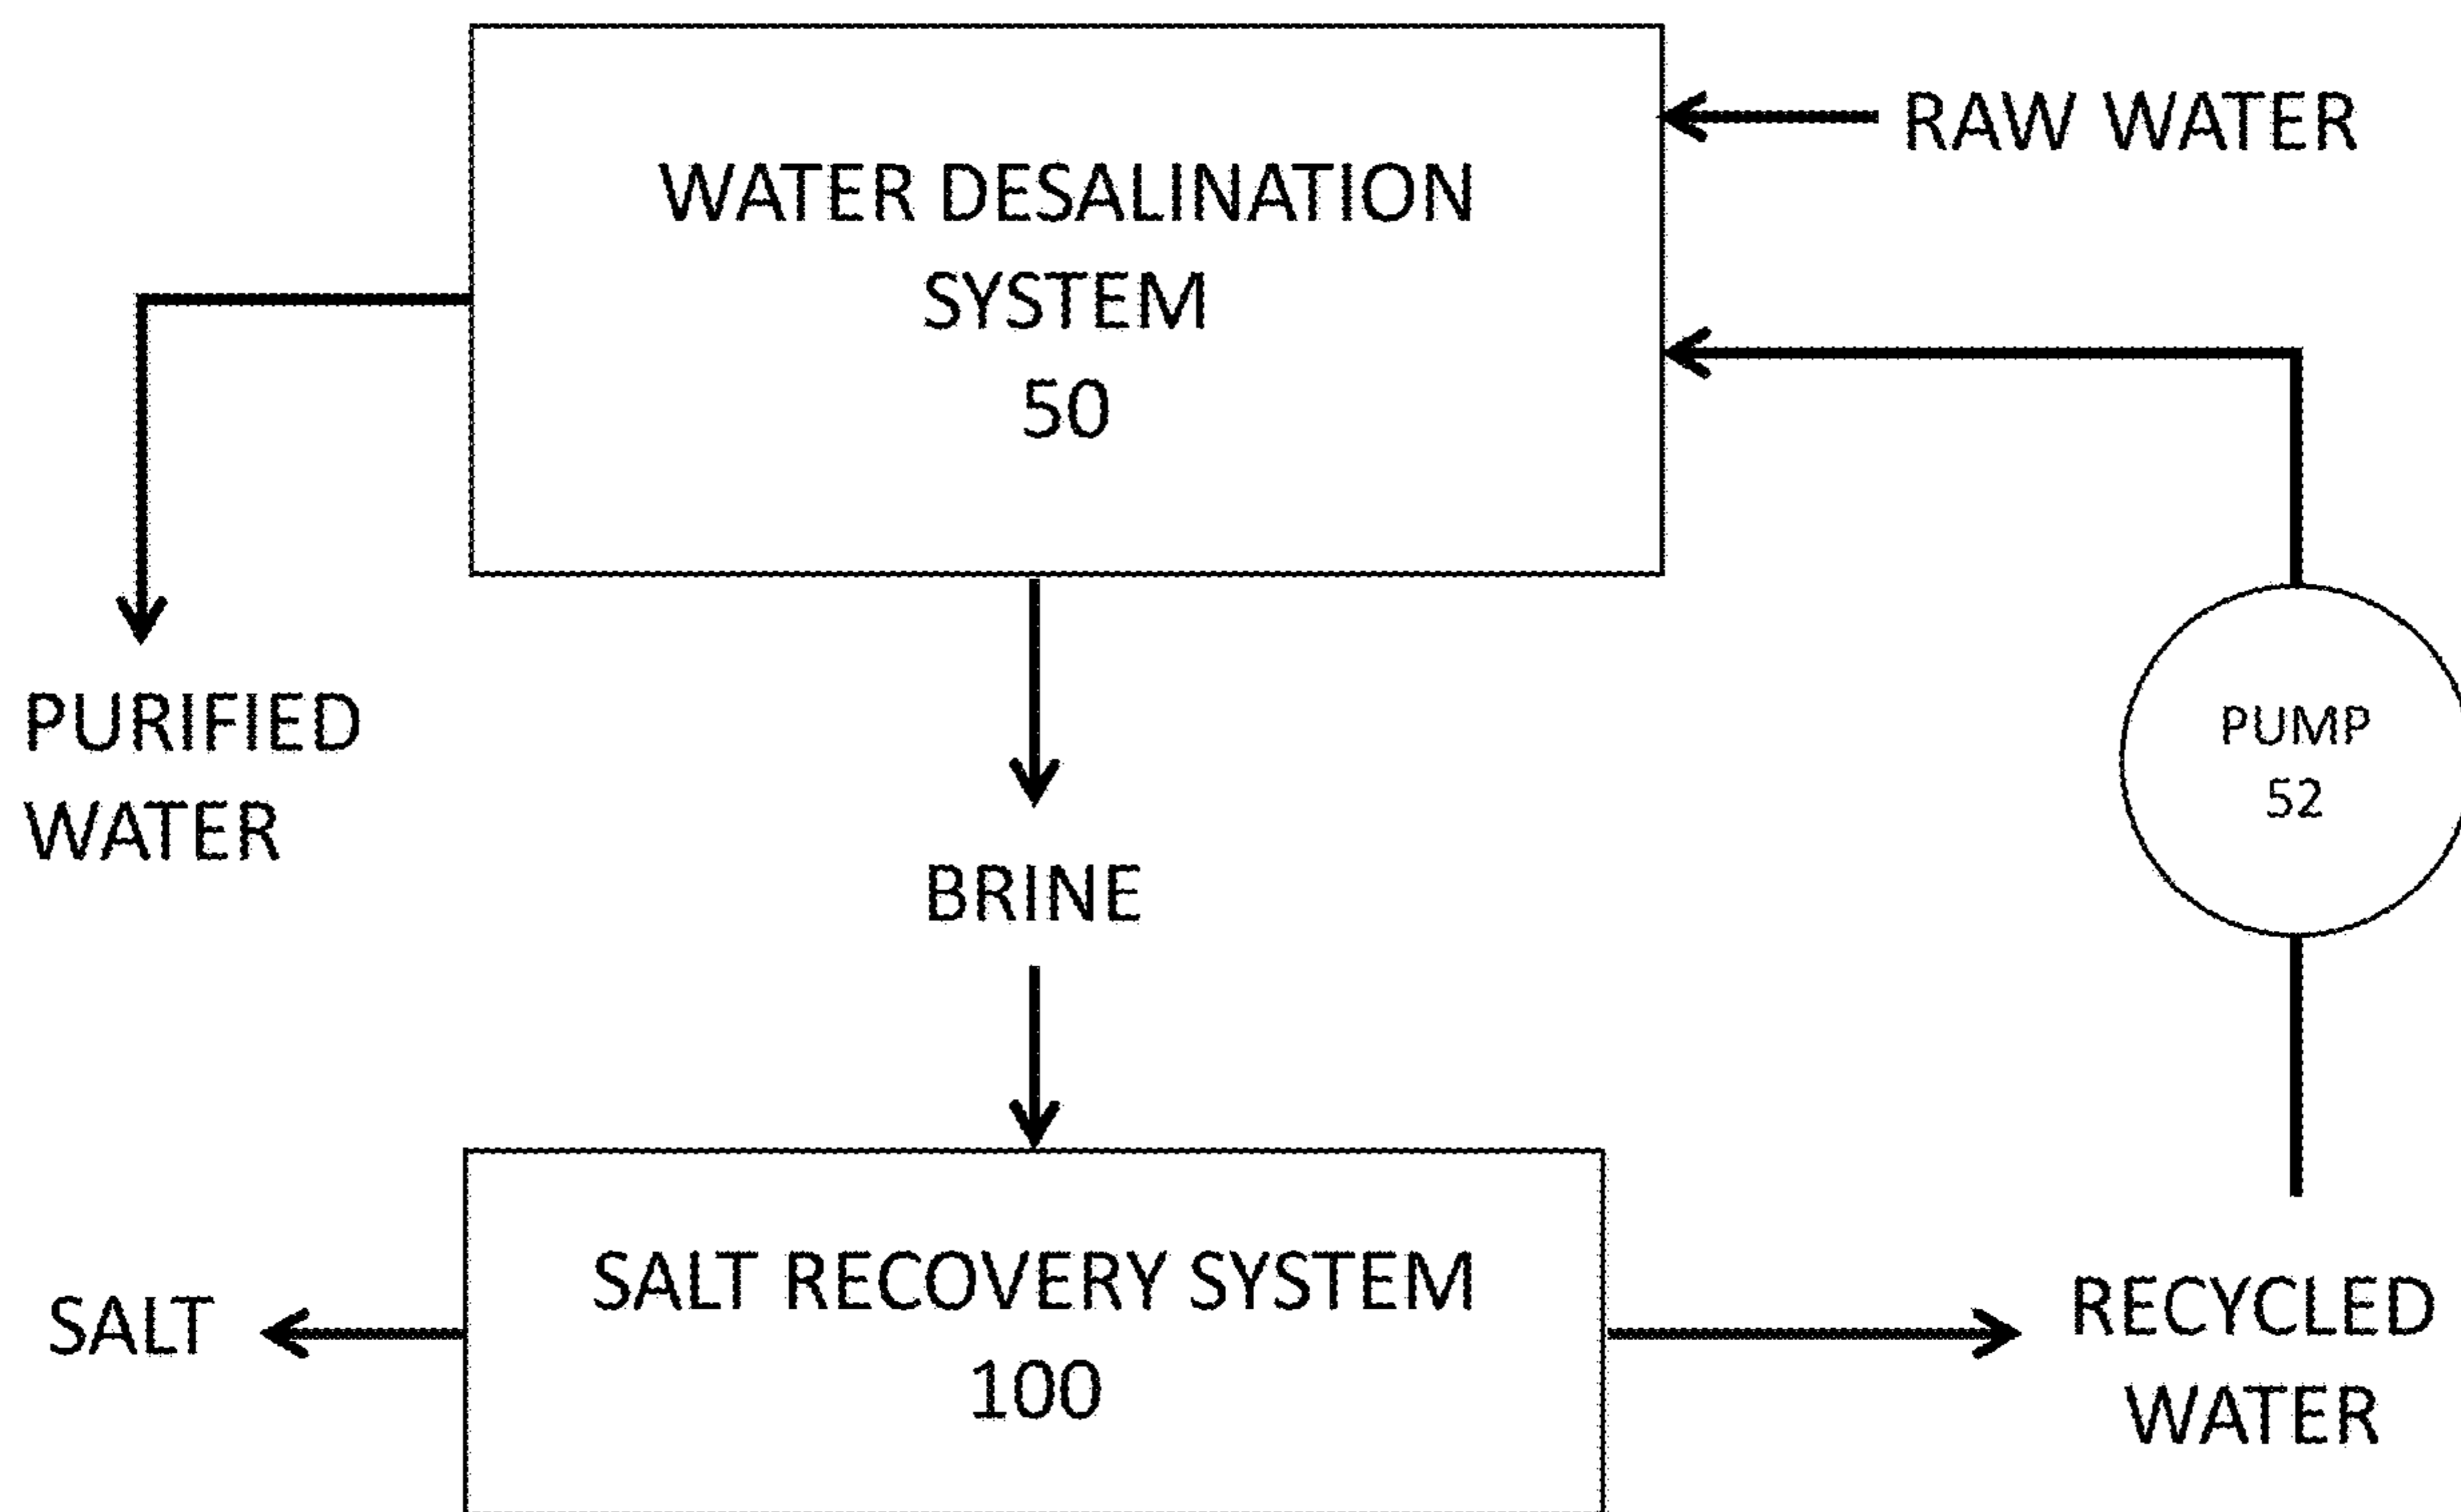 RAW WATER
WATER DESALINATION
SYSTEM
50
PURIFIED
WATER
PUMP
52
BRINE
SALT RECOVERY SYSTEM
100
SALT
RECYCLED
WATER